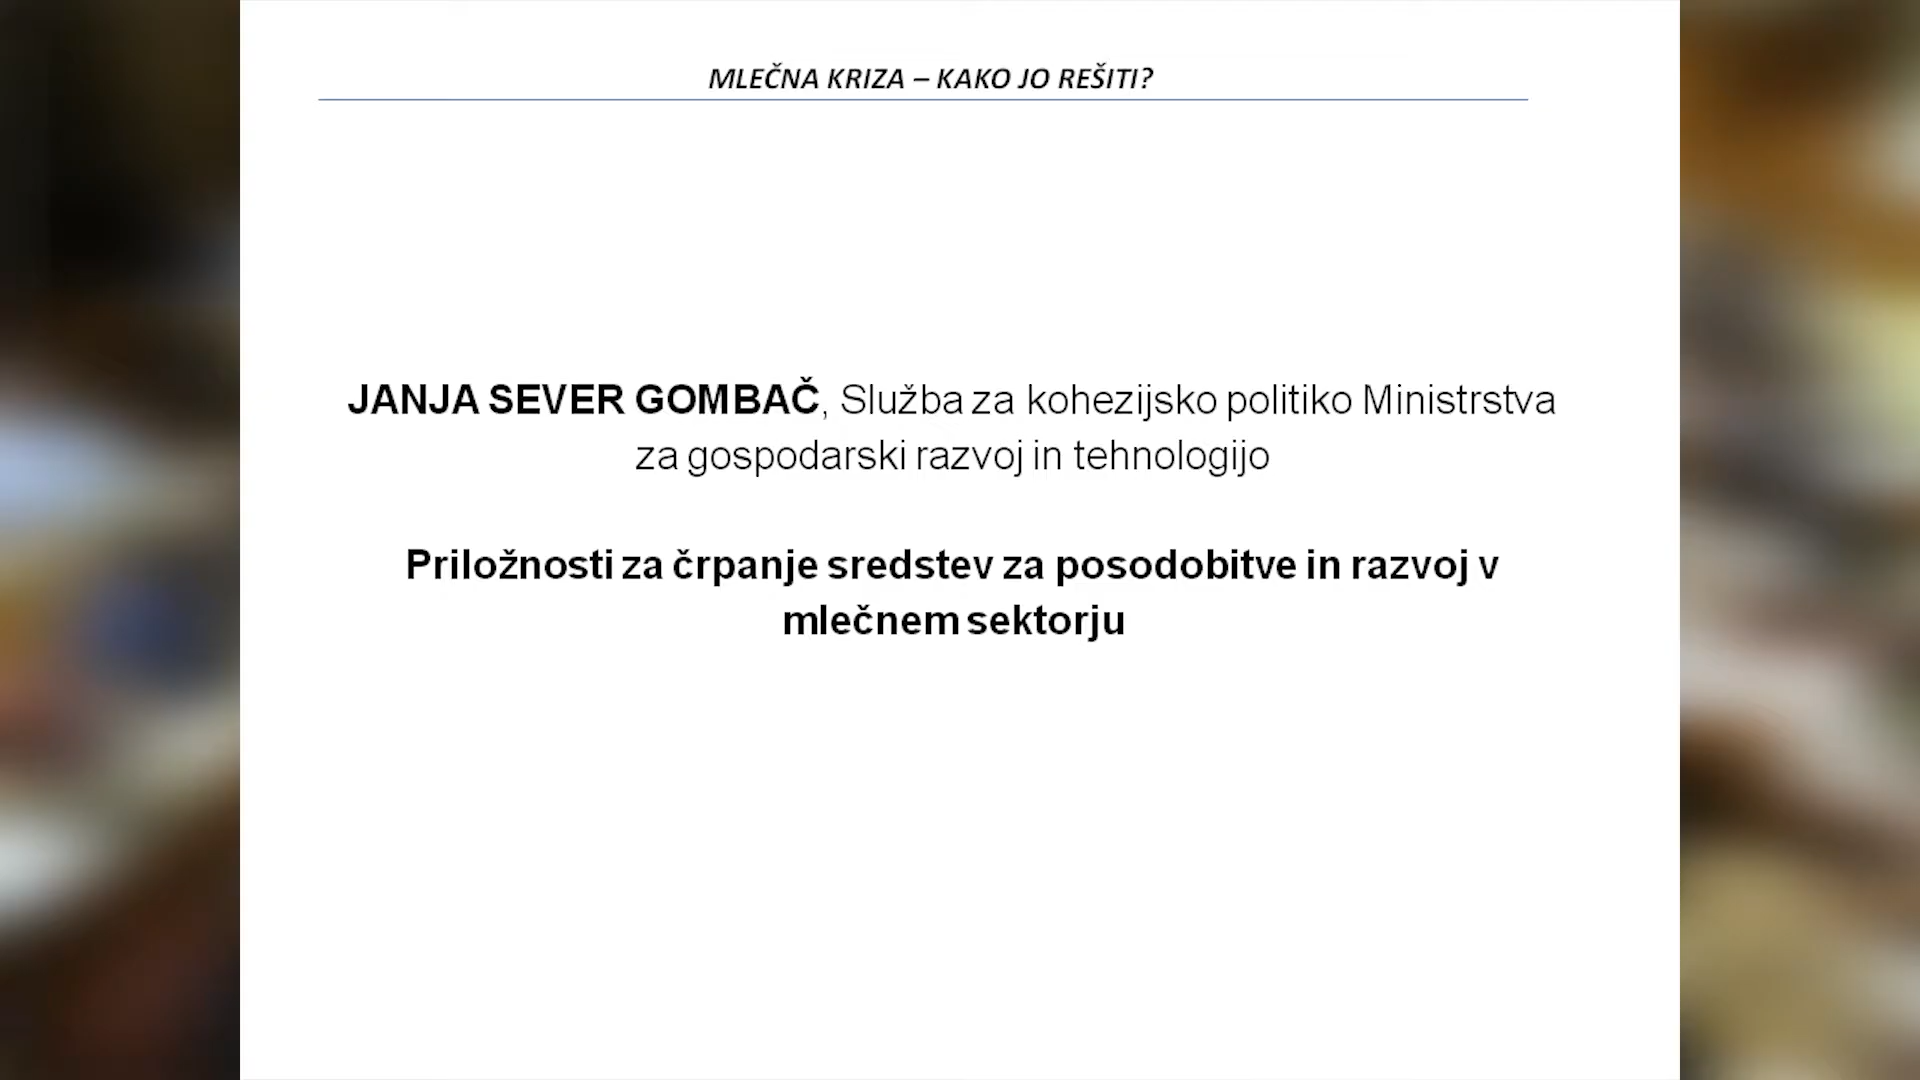 MLEČNA KRIZA – KAKO JO REŠITI?
JANJA SEVER GOMBAČ, Služba za kohezijsko politiko Ministrstva
za gospodarski razvoj in tehnologijo
Priložnosti za črpanje sredstev za posodobitve in razvoj v
mlečnem sektorju